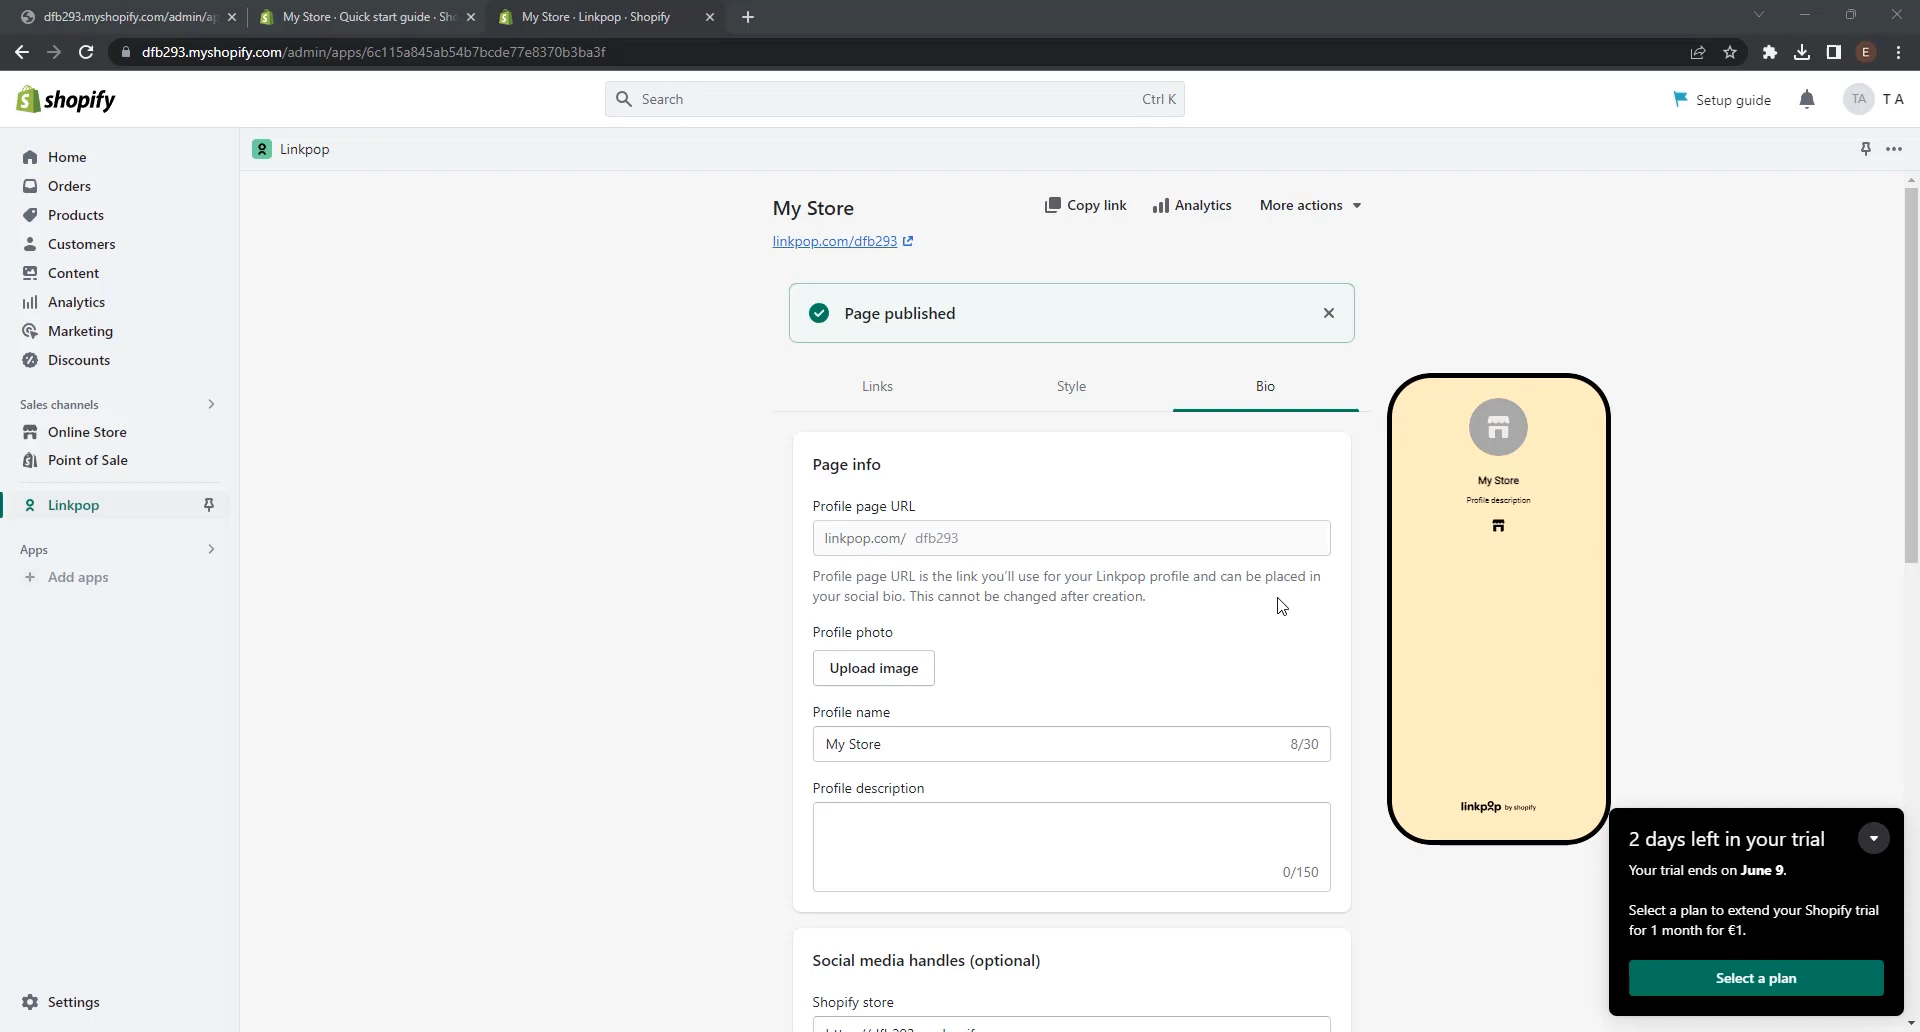 dfb293.myshopify.com/admin/ap
My Store · Quick start guide · Sho
My Store · Linkpop · Shopify
dfb293.myshopify.com/admin/apps/6c115a845ab54b7bcde77e8370b3ba3f
E
shopify
Search
Ctrl K
Setup guide
TA
T A
Home
Orders
Products
Customers
Content
Analytics
Marketing
Discounts
Sales channels
Online Store
Point of Sale
Linkpop
Apps
Add apps
Settings
Linkpop
My Store
Copy link
Analytics
More actions
linkpop.com/dfb293
Page published
Links
Style
Bio
Page info
Profile page URL
linkpop.com/ dfb293
Profile page URL is the link you'll use for your Linkpop profile and can be placed in
your social bio. This cannot be changed after creation.
Profile photo
Upload image
Profile name
My Store
8/30
Profile description
0/150
Social media handles (optional)
Shopify store
My Store
Profile description
linkpop by shopify
2 days left in your trial
Your trial ends on June 9.
Select a plan to extend your Shopify trial
for 1 month for €1.
Select a plan